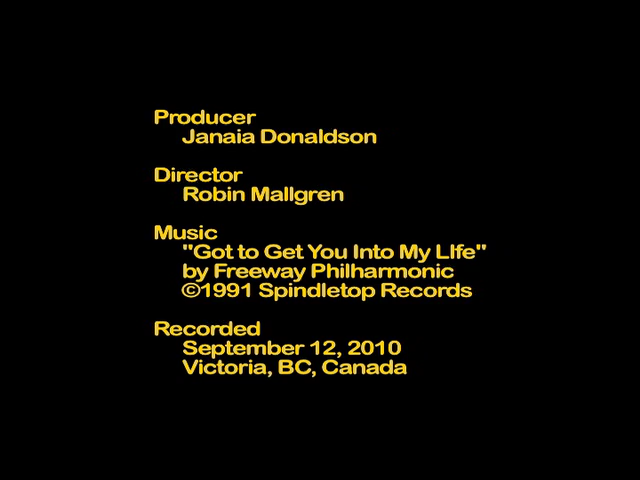 Producer
Janaia Donaldson
Director
Robin Mallgren
Music
"Got to Get You Into My LIfe"
by Freeway Philharmonic
©1991 Spindletop Records
Recorded
September 12, 2010
Victoria, BC, Canada